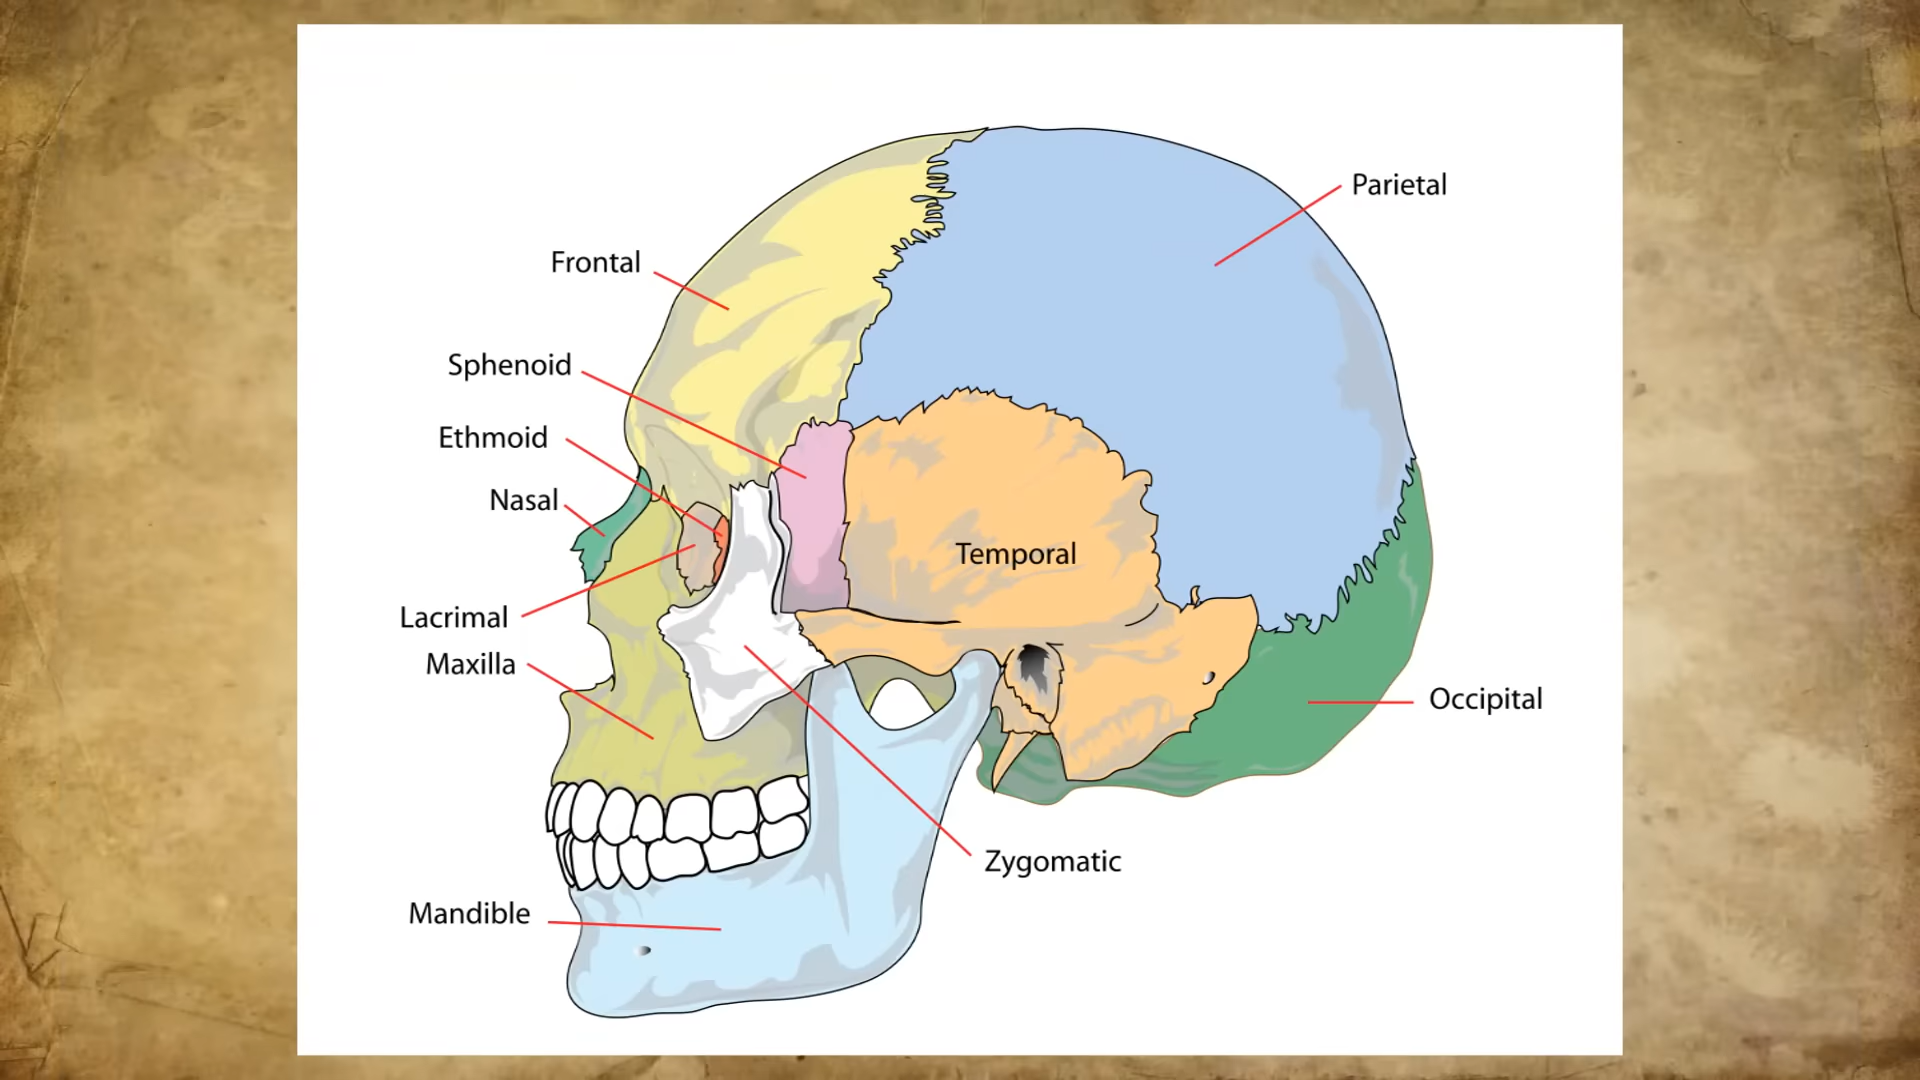 Parietal
Frontal
Sphenoid
Ethmoid
Nasal
Temporal
Lacrimal
Maxilla
Occipital
Zygomatic
Mandible